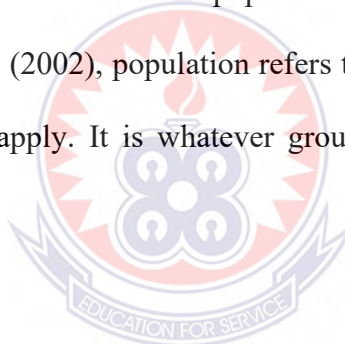 (2002), population refers t
apply. It is whatever grou
EDUCATION FOR SERVICE